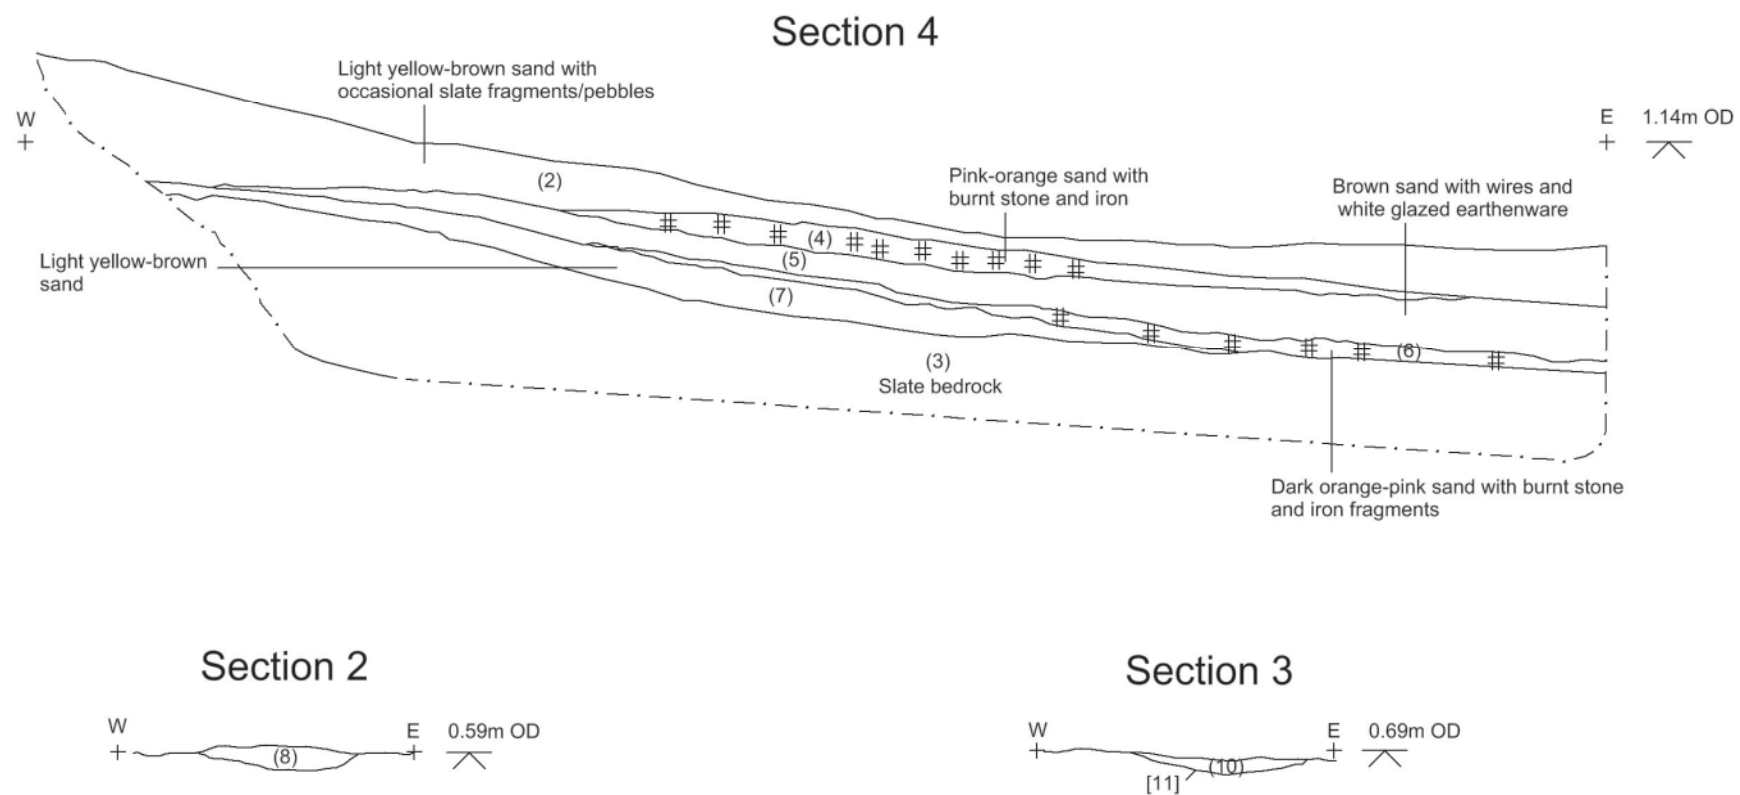 Section 4
Light yellow-brown sand with
occasional slate fragments/pebbles
W
E 1.14m OD
Pink-orange sand with
burnt stone and iron
Brown sand with wires and
white glazed earthenware
(2)
(4)
(5)
Light yellow-brown
sand
(7)
(6)
(3)
Slate bedrock
Dark orange-pink sand with burnt stone
and iron fragments
Section 2
W
E 0.59m OD
(8)
Section 3
W
E 0.69m OD
(10)
[11]